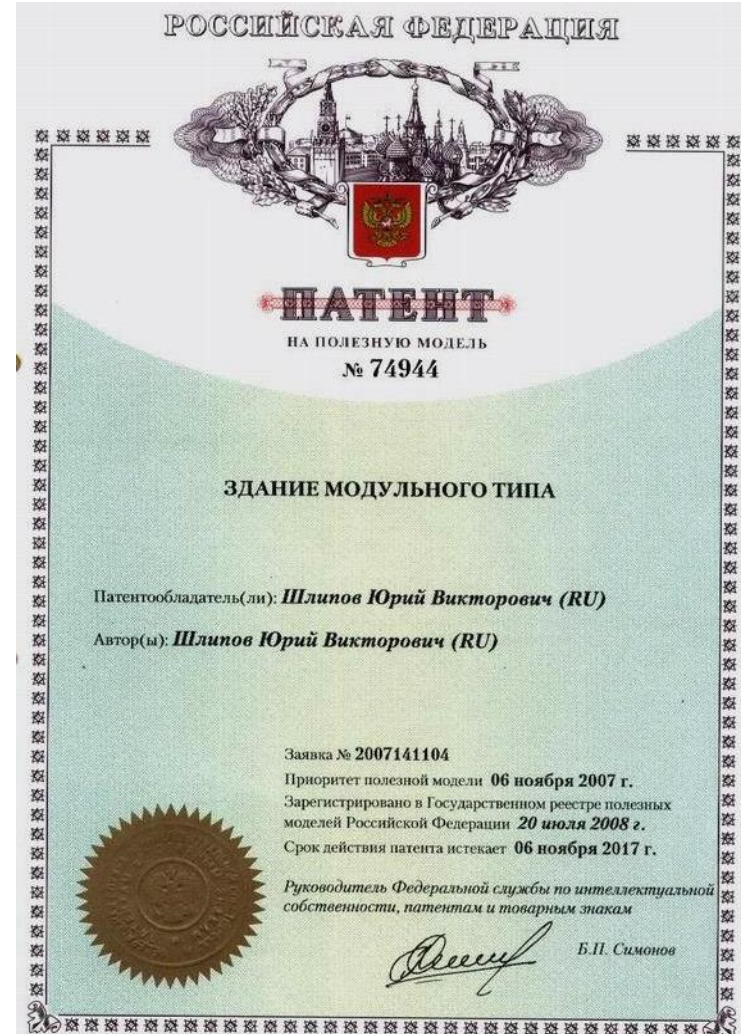 РОССИЙСКАЯ ФЕДЕРАЦИЯ
ПАТЕНТ
НА ПОЛЕЗНУЮ МОДЕЛЬ
№ 74944
ЗДАНИЕ МОДУЛЬНОГО ТИПА
Патентообладатель(ли): Шлипов Юрий Викторович (RU)
Автор(ы): Шлипов Юрий Викторович (RU)
Заявка № 2007141104
Приоритет полезной модели 06 ноября 2007 г.
Зарегистрировано в Государственном реестре полезных
моделей Российской Федерации 20 июля 2008 г.
Срок действия патента истекает 06 ноября 2017 г.
Руководитель Федеральной службы по интеллектуальной
собственности, патентам и товарным знакам
Б.П. Симонов